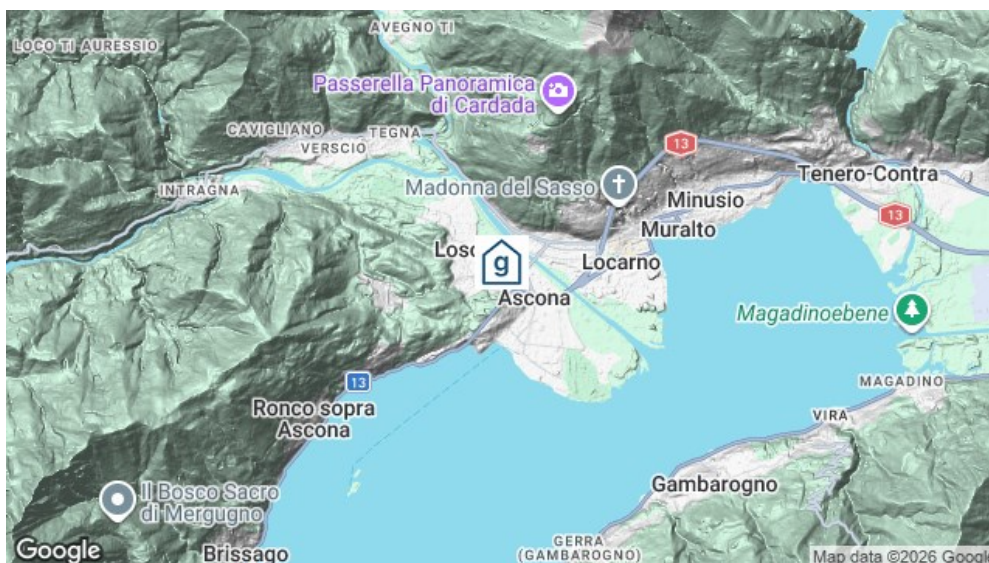 AVEGNO TI
LOCO TI AURESSIO
Passerella Panoramica
di Cardada
CAVIGLIANO
TEGNA
VERSCIO
13
Tenero-Contra
INTRAGNA
Madonna del Sasso
Minusio
13
Muralto
Loso
g
Locarno
Ascona
Magadinoebene
13
MAGADINO
Ronco sopra
Ascona
VIRA
Gambarogno
Il Bosco Sacro
di Mergugno
GERRA
(GAMBAROGNO)
Brissago
Google
Map data ©2026 Google